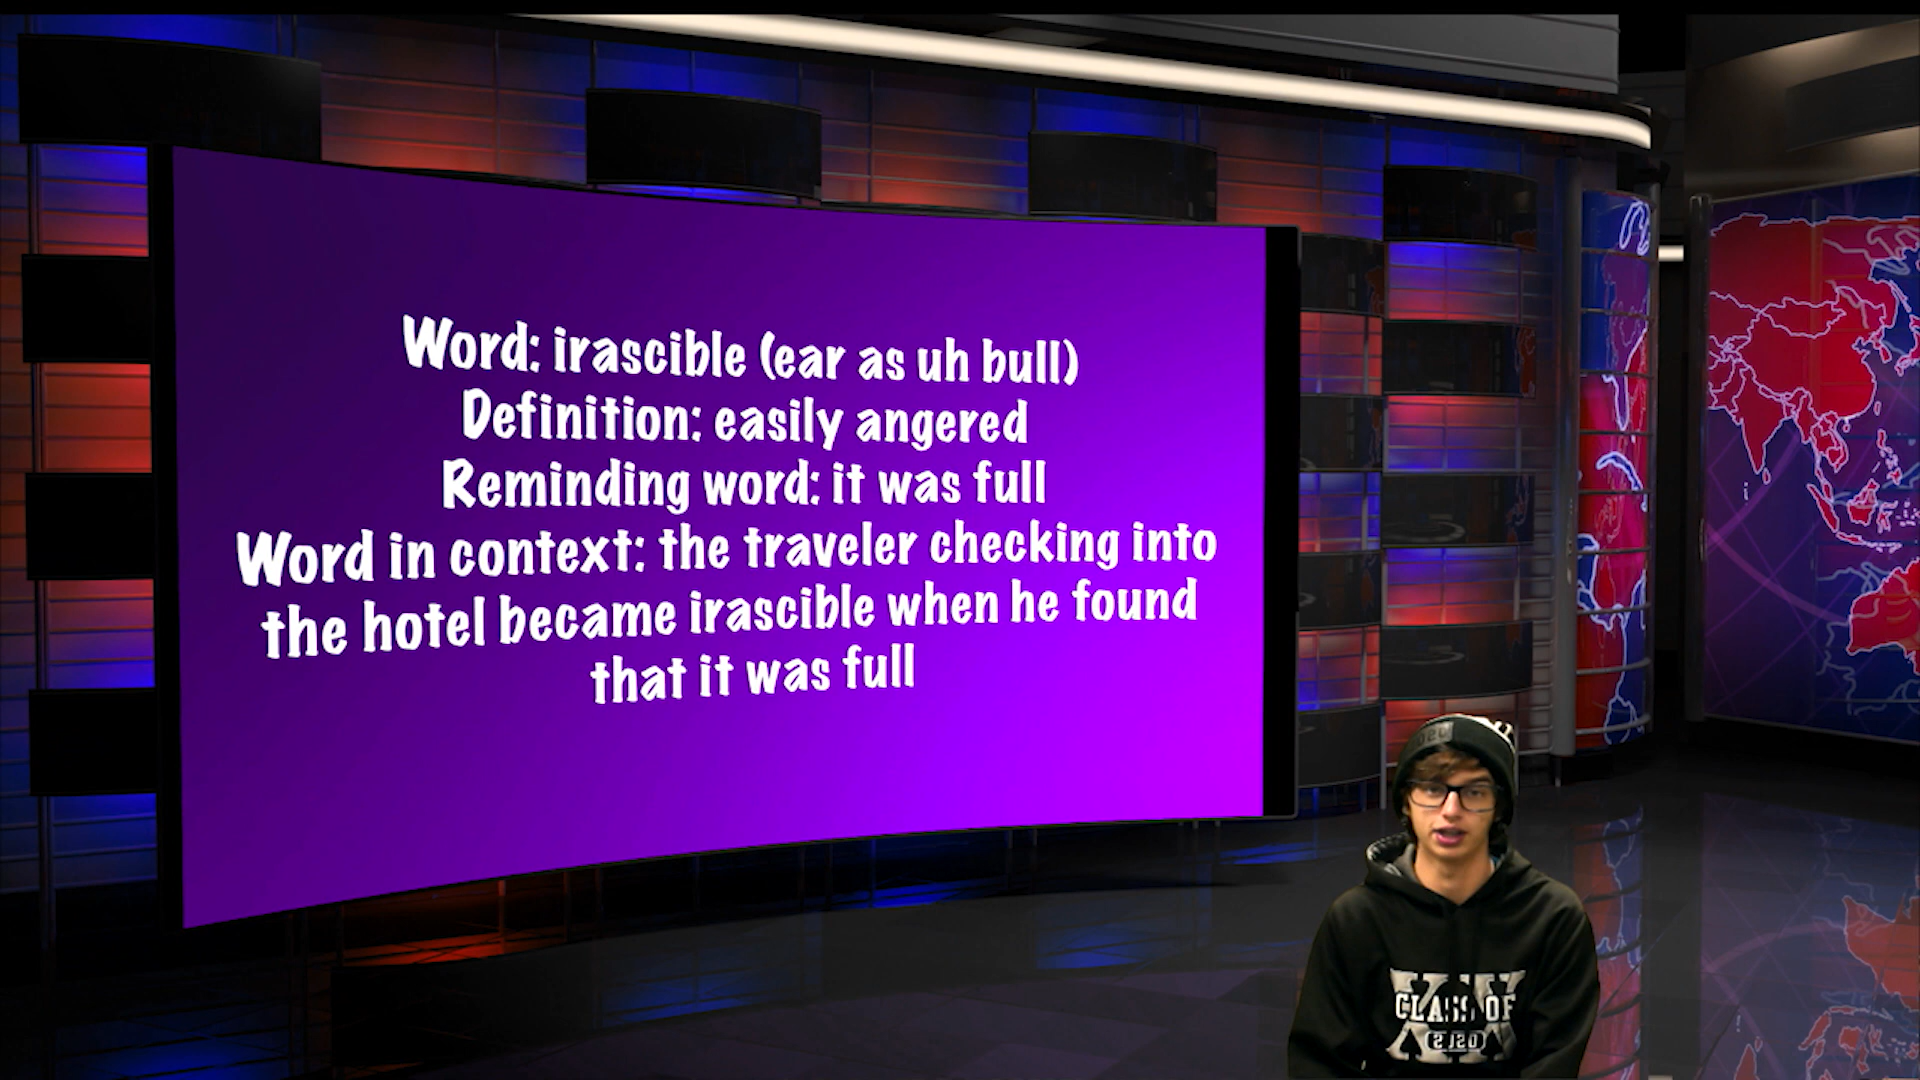 Word: irascible (ear as uh bull)
Definition: easily angered
Reminding word: it was full
Word in context: the traveler checking into
the hotel became irascible when he found
that it was full
CLASS OF